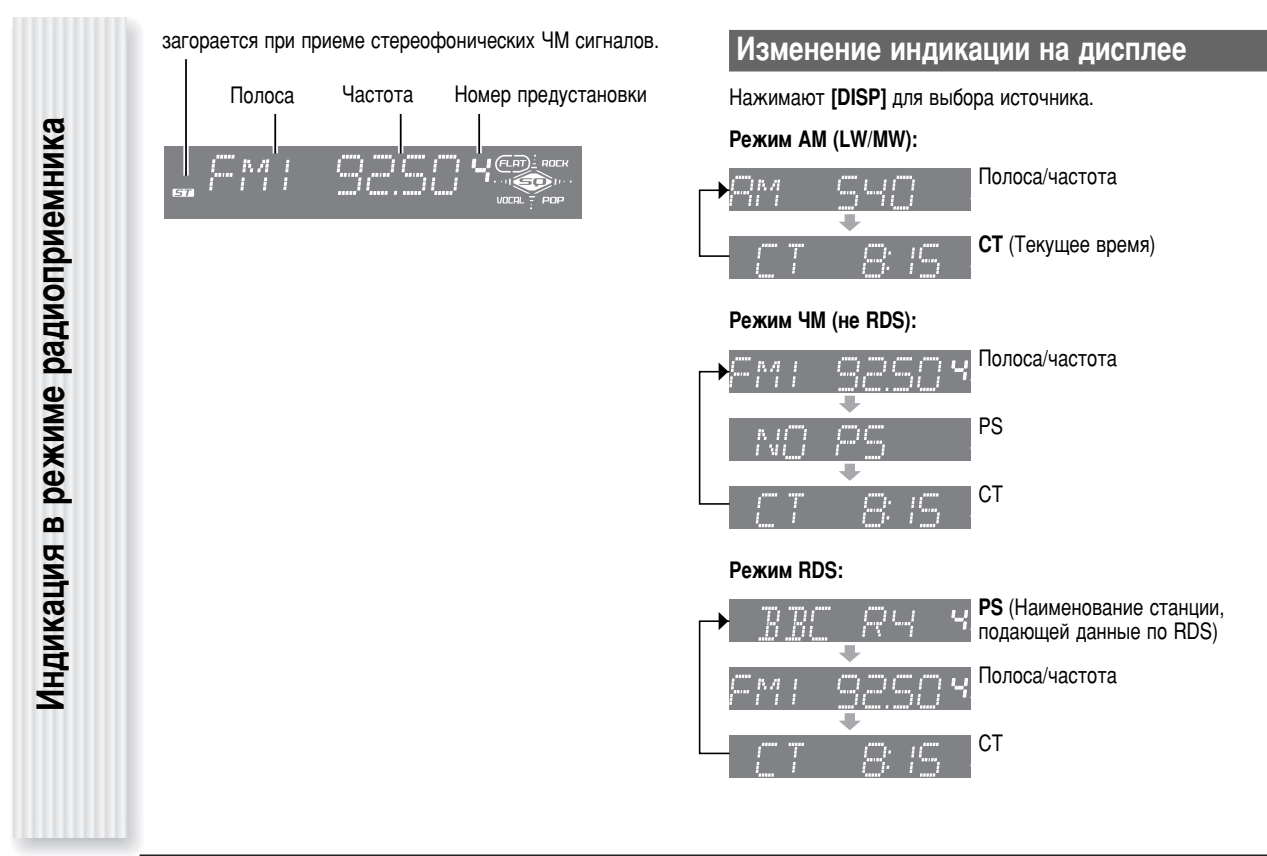 Индикация в режиме радиоприемника
загорается при приеме стереофонических ЧМ сигналов.
Полоса Частота Номер предустановки
ST FM1 92.50 4 FLAT ROCK
SQ
VOCAL POP
Изменение индикации на дисплее
Нажимают [DISP] для выбора источника.
Режим AM (LW/MW):
AM 540 Полоса/частота
CT 8:15 CT (Текущее время)
Режим ЧМ (не RDS):
FM1 92.50 4 Полоса/частота
NO PS PS
CT 8:15 CT
Режим RDS:
BBC R4 4 PS (Наименование станции,
подающей данные по RDS)
FM1 92.50 4 Полоса/частота
CT 8:15 CT